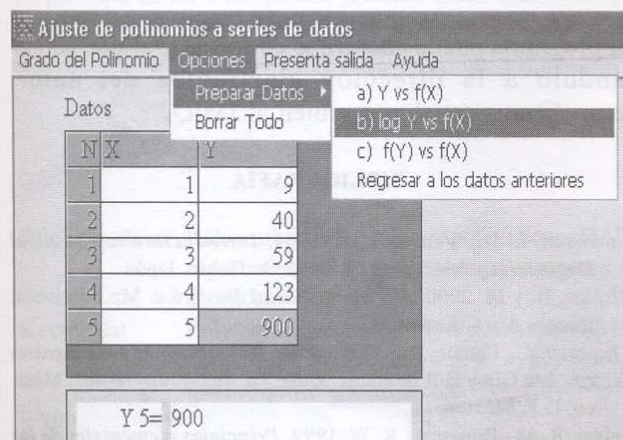 Ajuste de polinomios a series de datos
Grado del Polinomio Opciones Presenta salida Ayuda
Preparar Datos
Borrar Todo
a) Y vs f(X)
b) log Y vs f(X)
c) f(Y) vs f(X)
Regresar a los datos anteriores
Datos
N X Y
1 1 9
2 2 40
3 3 59
4 4 123
5 5 900
Y 5= 900